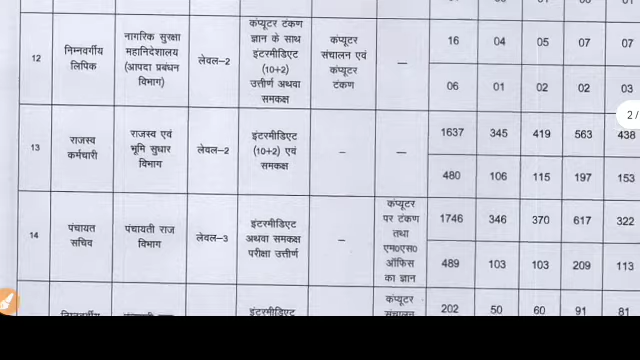 12
निम्नवर्गीय
लिपिक
नागरिक सुरक्षा
महानिदेशालय
(आपदा प्रबंधन
विभाग)
लेवल–2
कंप्यूटर टंकण
ज्ञान के साथ
इंटरमीडिएट
(10+2)
उत्तीर्ण अथवा
समकक्ष
कंप्यूटर
संचालन एवं
कंप्यूटर
टंकण
—
16 04 05 07 07
06 01 02 02 03
2/
13
राजस्व
कर्मचारी
राजस्व एवं
भूमि सुधार
विभाग
लेवल–2
इंटरमीडिएट
(10+2) एवं
समकक्ष
–
—
1637 345 419 563 438
480 106 115 197 153
14
पंचायत
सचिव
पंचायती राज
विभाग
लेवल–3
इंटरमीडिएट
अथवा समकक्ष
परीक्षा उत्तीर्ण
–
कंप्यूटर
पर टंकण
तथा
एम0एस0
ऑफिस
का ज्ञान
1746 346 370 617 322
489 103 103 209 113
निम्नवर्गीय
इंटरमीडिएट
कंप्यूटर
संचालन
202 50 60 91 81